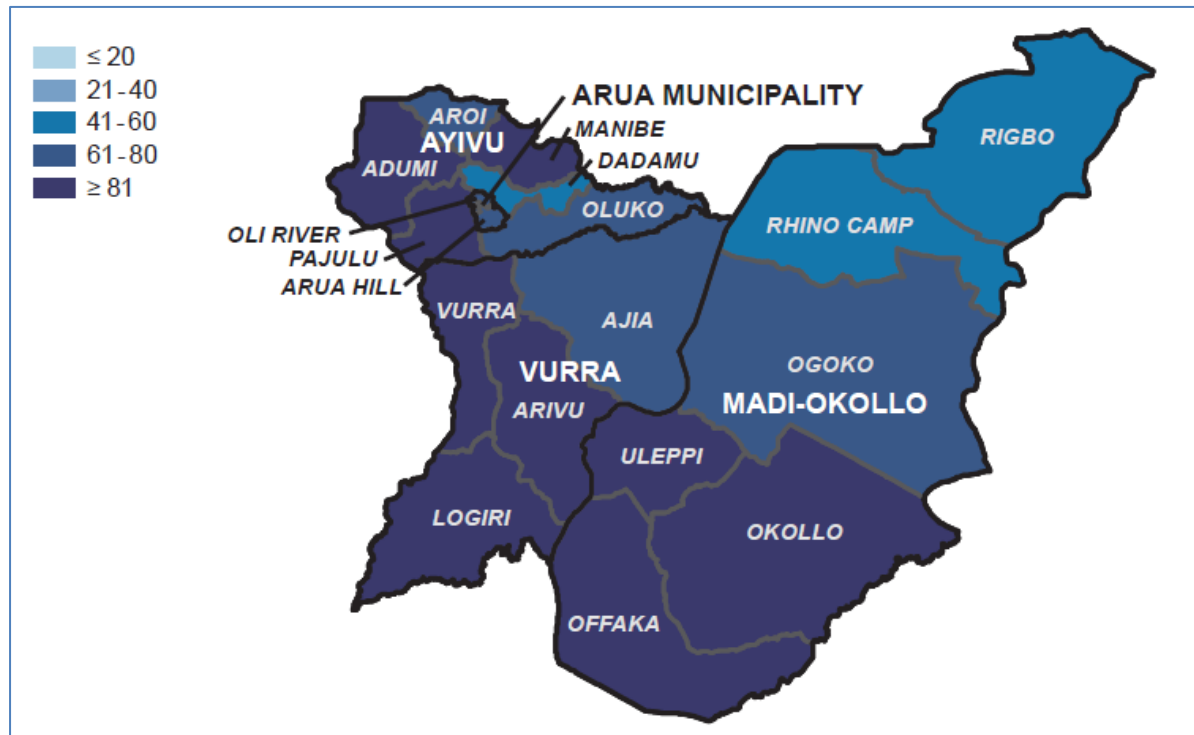 ≤ 20
21-40
41-60
61-80
≥ 81
ARUA MUNICIPALITY
AROI
MANIBE
AYIVU
DADAMU
ADUMI
RIGBO
OLUKO
RHINO CAMP
OLI RIVER
PAJULU
ARUA HILL
VURRA
AJIA
OGOKO
VURRA
MADI-OKOLLO
ARIVU
ULEPPI
LOGIRI
OKOLLO
OFFAKA